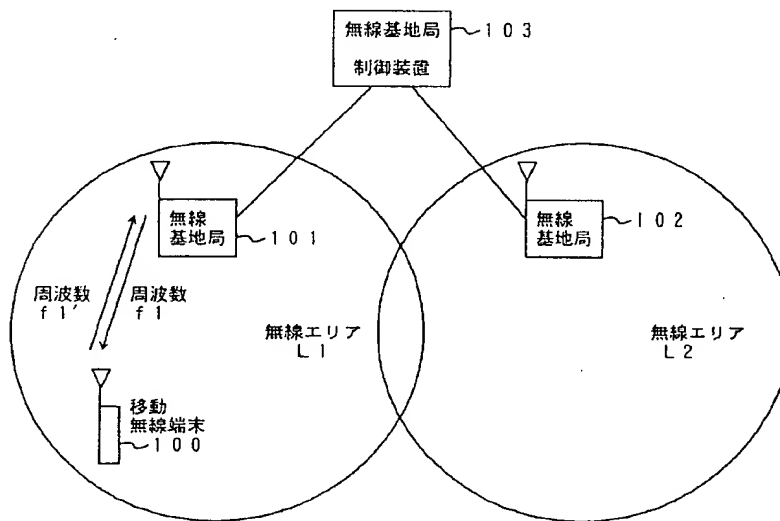 無線基地局
制御装置
103
無線
基地局
101
無線
基地局
102
周波数
f1'
周波数
f1
無線エリア
L1
無線エリア
L2
移動
無線端末
100